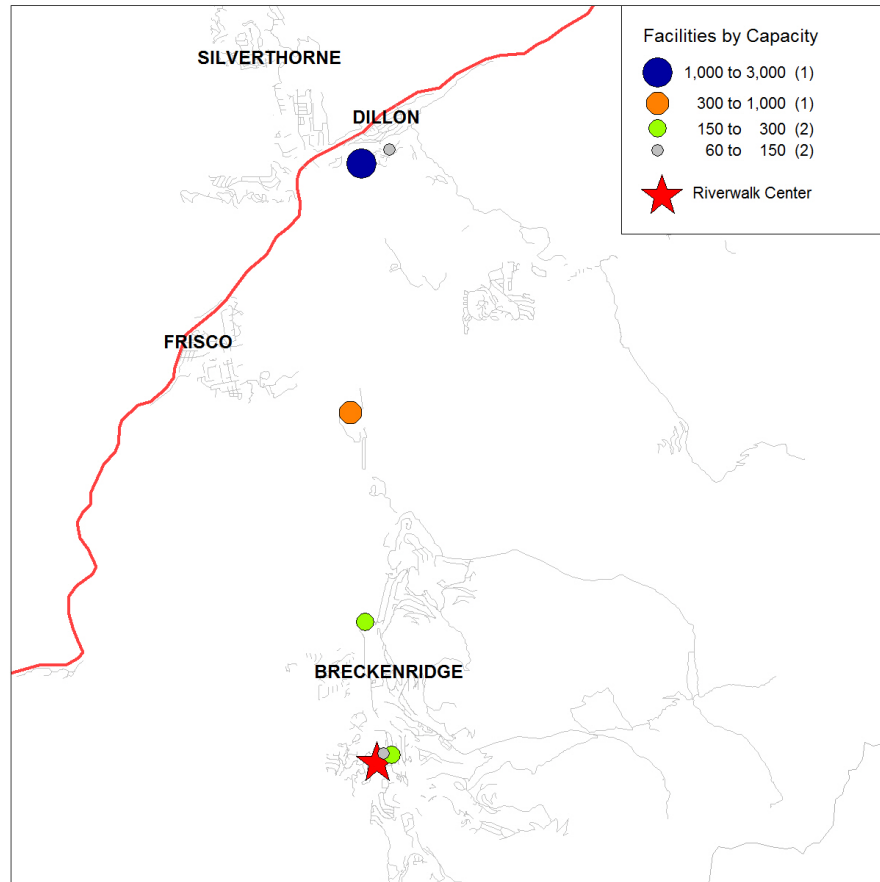 SILVERTHORNE
DILLON
FRISCO
BRECKENRIDGE
Facilities by Capacity
1,000 to 3,000 (1)
300 to 1,000 (1)
150 to 300 (2)
60 to 150 (2)
Riverwalk Center